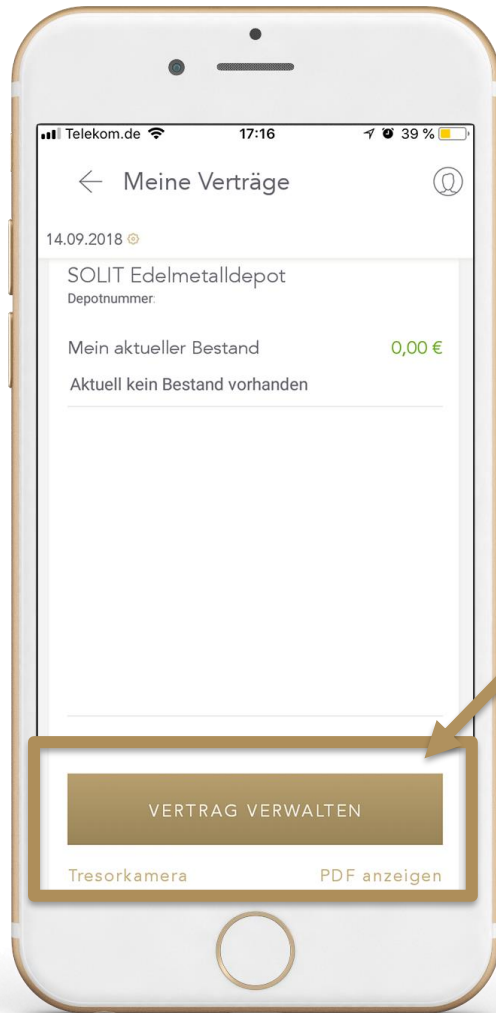 Telekom.de 17:16 39 %
Meine Verträge
14.09.2018
SOLIT Edelmetalldepot
Depotnummer:
Mein aktueller Bestand 0,00 €
Aktuell kein Bestand vorhanden
VERTRAG VERWALTEN
Tresorkamera PDF anzeigen